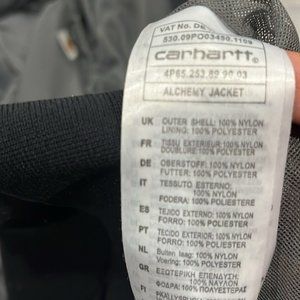 VAT No. DE
530.09PO03450.1109
carhartt
4P65.253.89.90.03
ALCHEMY JACKET
UK OUTER SHELL: 100% NYLON
LINING: 100% POLYESTER
FR TISSU EXTERIEUR: 100% NYLON
DOUBLURE: 100% POLYESTER
DE OBERSTOFF: 100% NYLON
FUTTER: 100% POLYESTER
IT TESSUTO ESTERNO:
100% NYLON
FODERA: 100% POLIESTERE
ES TEJIDO EXTERNO: 100% NYLON
FORRO: 100% POLIESTER
PT TECIDO EXTERIOR: 100% NYLON
FORRO: 100% POLIESTER
NL Buiten laag: 100% NYLON
Voering: 100% POLYESTER
GR ΕΞΩΤΕΡΙΚΗ ΕΠΕΝΔΥΣΗ:
100% ΝΑΥΛΟΝ
ΦΟΔΡΑ: 100% ΠΟΛΥΕΣΤΕΡΑΣ
FI